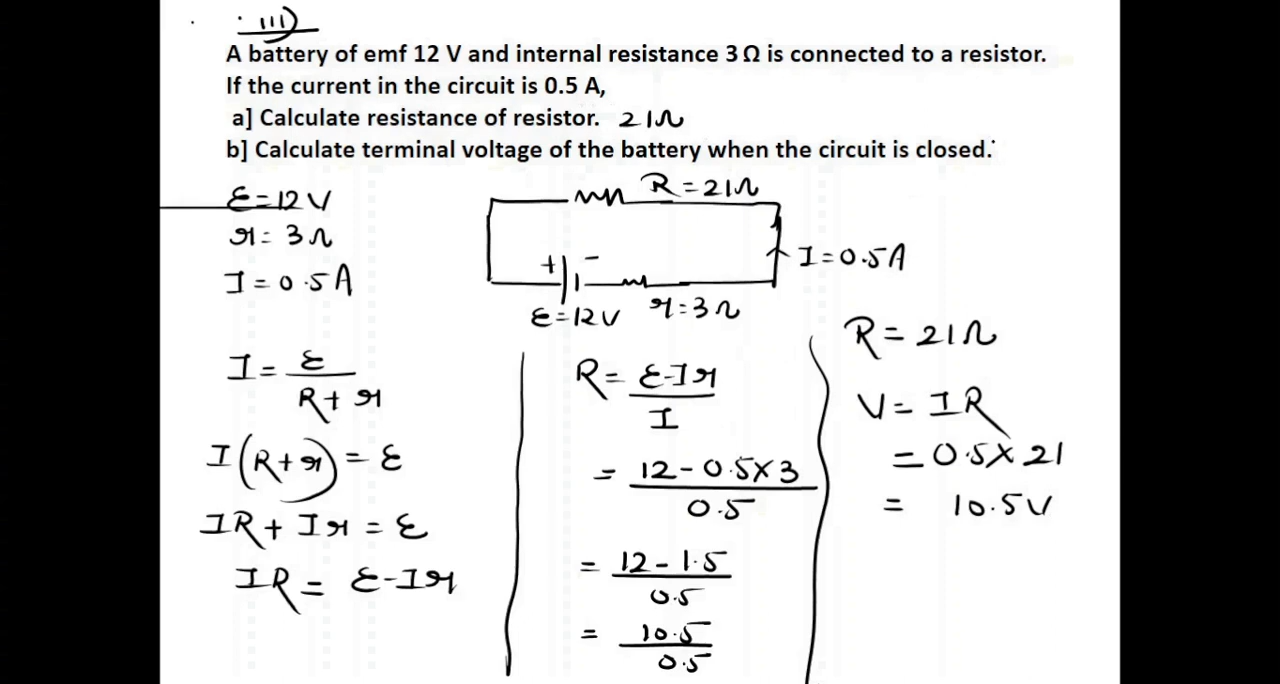 iii)
A battery of emf 12 V and internal resistance 3 Ω is connected to a resistor.
If the current in the circuit is 0.5 A,
a] Calculate resistance of resistor. 21Ω
b] Calculate terminal voltage of the battery when the circuit is closed.
ε = 12 V
r = 3 Ω
I = 0.5 A
R = 21Ω
I = 0.5A
+ -
ε = 12V r = 3Ω
I = ε / R + r
I(R + r) = ε
IR + Ir = ε
IR = ε - Ir
R = ε - Ir / I
= 12 - 0.5 x 3 / 0.5
= 12 - 1.5 / 0.5
= 10.5 / 0.5
R = 21Ω
V = IR
= 0.5 x 21
= 10.5V